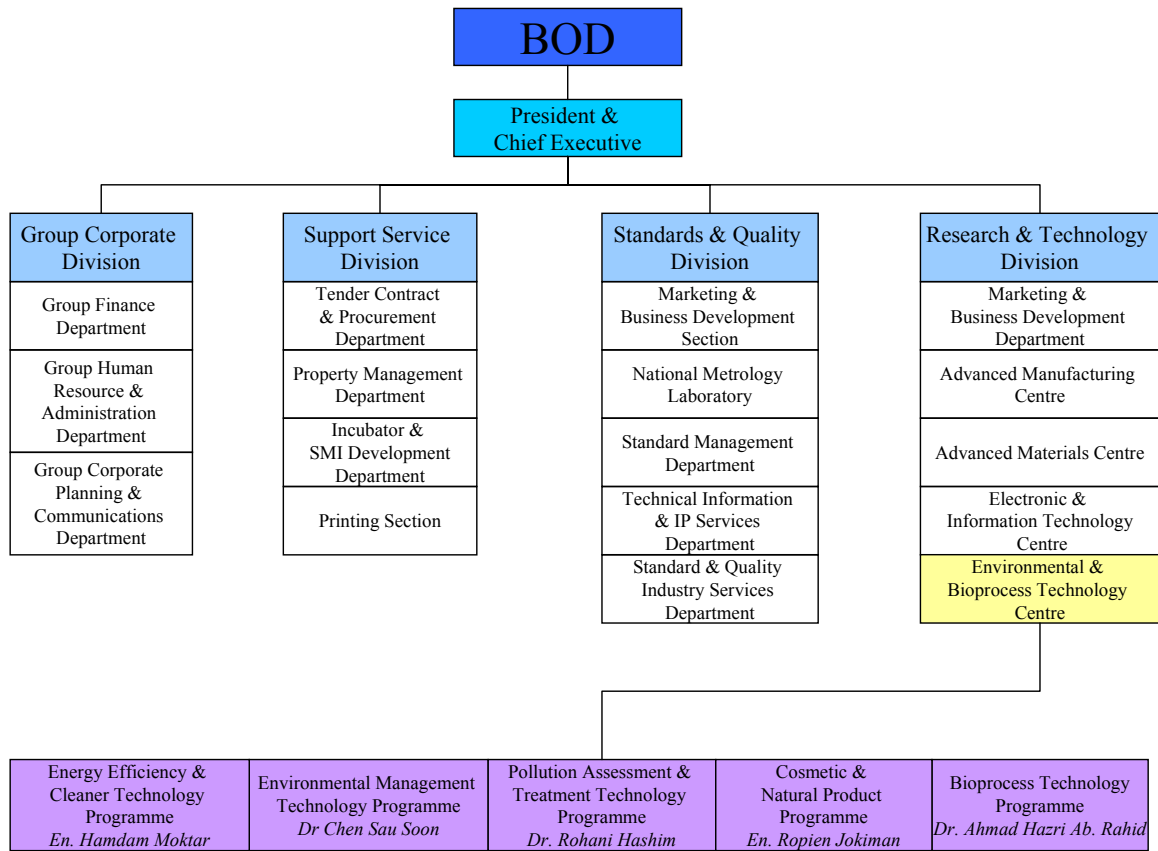 BOD
President &
Chief Executive
Group Corporate
Division
Group Finance
Department
Group Human
Resource &
Administration
Department
Group Corporate
Planning &
Communications
Department
Support Service
Division
Tender Contract
& Procurement
Department
Property Management
Department
Incubator &
SMI Development
Department
Printing Section
Standards & Quality
Division
Marketing &
Business Development
Section
National Metrology
Laboratory
Standard Management
Department
Technical Information
& IP Services
Department
Standard & Quality
Industry Services
Department
Research & Technology
Division
Marketing &
Business Development
Department
Advanced Manufacturing
Centre
Advanced Materials Centre
Electronic &
Information Technology
Centre
Environmental &
Bioprocess Technology
Centre
Energy Efficiency &
Cleaner Technology
Programme
En. Hamdam Moktar
Environmental Management
Technology Programme
Dr Chen Sau Soon
Pollution Assessment &
Treatment Technology
Programme
Dr. Rohani Hashim
Cosmetic &
Natural Product
Programme
En. Ropien Jokiman
Bioprocess Technology
Programme
Dr. Ahmad Hazri Ab. Rahid